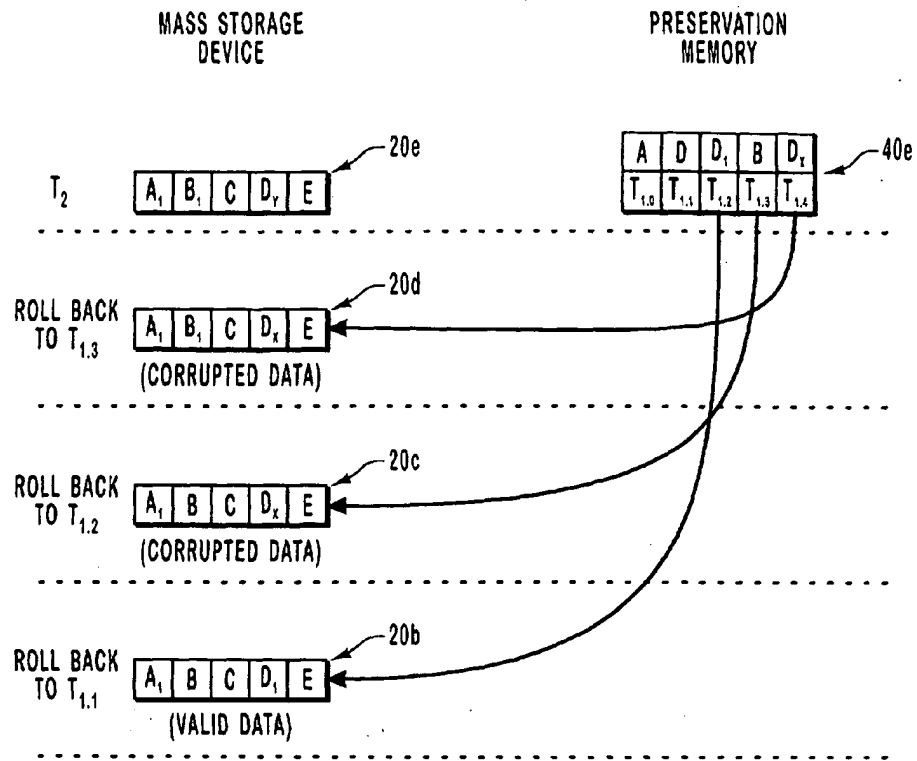 MASS STORAGE
DEVICE
PRESERVATION
MEMORY
T₂
A₁ B₁ C Dᵧ E
20e
A D D₁ B Dₓ
T₁.₀ T₁.₁ T₁.₂ T₁.₃ T₁.₄
40e
ROLL BACK
TO T₁.₃
A₁ B₁ C Dₓ E
20d
(CORRUPTED DATA)
ROLL BACK
TO T₁.₂
A₁ B C Dₓ E
20c
(CORRUPTED DATA)
ROLL BACK
TO T₁.₁
A₁ B C D₁ E
20b
(VALID DATA)